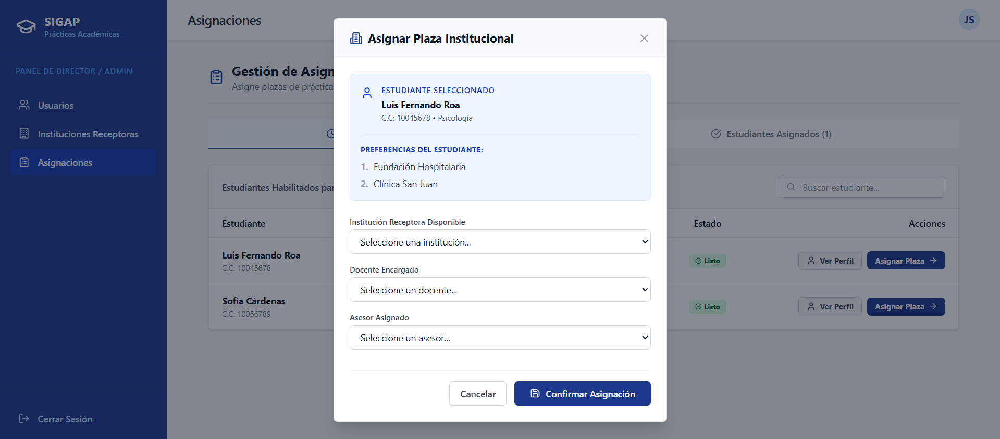 SIGAP
Prácticas Académicas
PANEL DE DIRECTOR / ADMIN
Usuarios
Instituciones Receptoras
Asignaciones
Cerrar Sesión
Asignaciones
JS
Gestión de Asign
Asigne plazas de práctica
Estudiantes Asignados (1)
Estudiantes Habilitados par
Buscar estudiante...
Estudiante
Estado
Acciones
Luis Fernando Roa
C.C: 10045678
Listo
Ver Perfil
Asignar Plaza
Sofía Cárdenas
C.C: 10056789
Listo
Ver Perfil
Asignar Plaza
Asignar Plaza Institucional
ESTUDIANTE SELECCIONADO
Luis Fernando Roa
C.C: 10045678 • Psicología
PREFERENCIAS DEL ESTUDIANTE:
1. Fundación Hospitalaria
2. Clínica San Juan
Institución Receptora Disponible
Seleccione una institución...
Docente Encargado
Seleccione un docente...
Asesor Asignado
Seleccione un asesor...
Cancelar
Confirmar Asignación